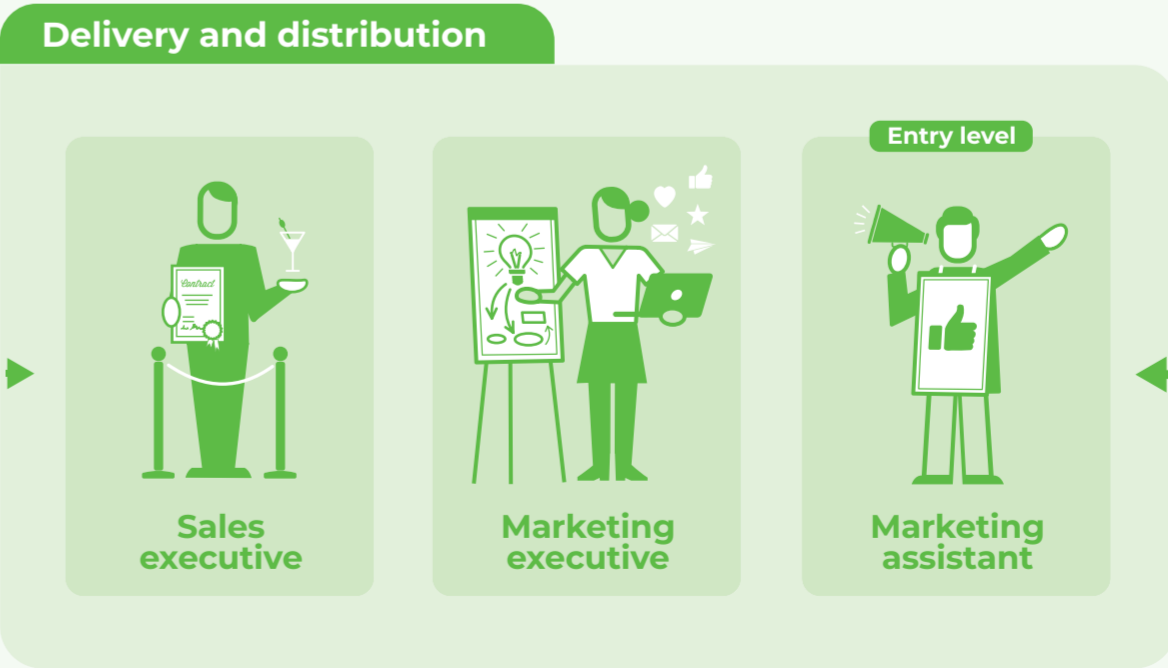 Delivery and distribution
Entry level
Contract
Sales
executive
Marketing
executive
Marketing
assistant